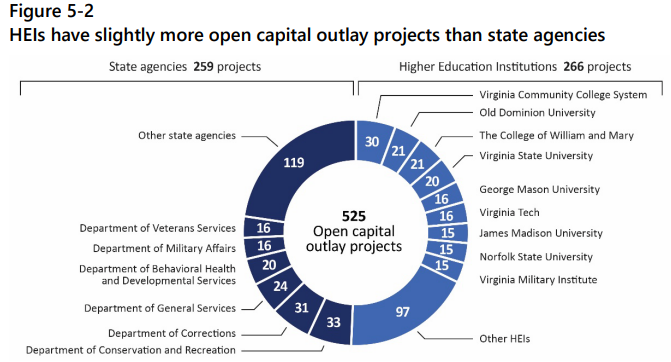 Figure 5-2
HEIs have slightly more open capital outlay projects than state agencies
State agencies 259 projects
Higher Education Institutions 266 projects
Virginia Community College System
Old Dominion University
The College of William and Mary
Virginia State University
George Mason University
Virginia Tech
James Madison University
Norfolk State University
Virginia Military Institute
Other HEIs
30
21
21
20
16
16
15
15
15
97
525
Open capital
outlay projects
Other state agencies
119
Department of Veterans Services
16
Department of Military Affairs
16
Department of Behavioral Health
and Developmental Services
20
Department of General Services
24
Department of Corrections
31
Department of Conservation and Recreation
33